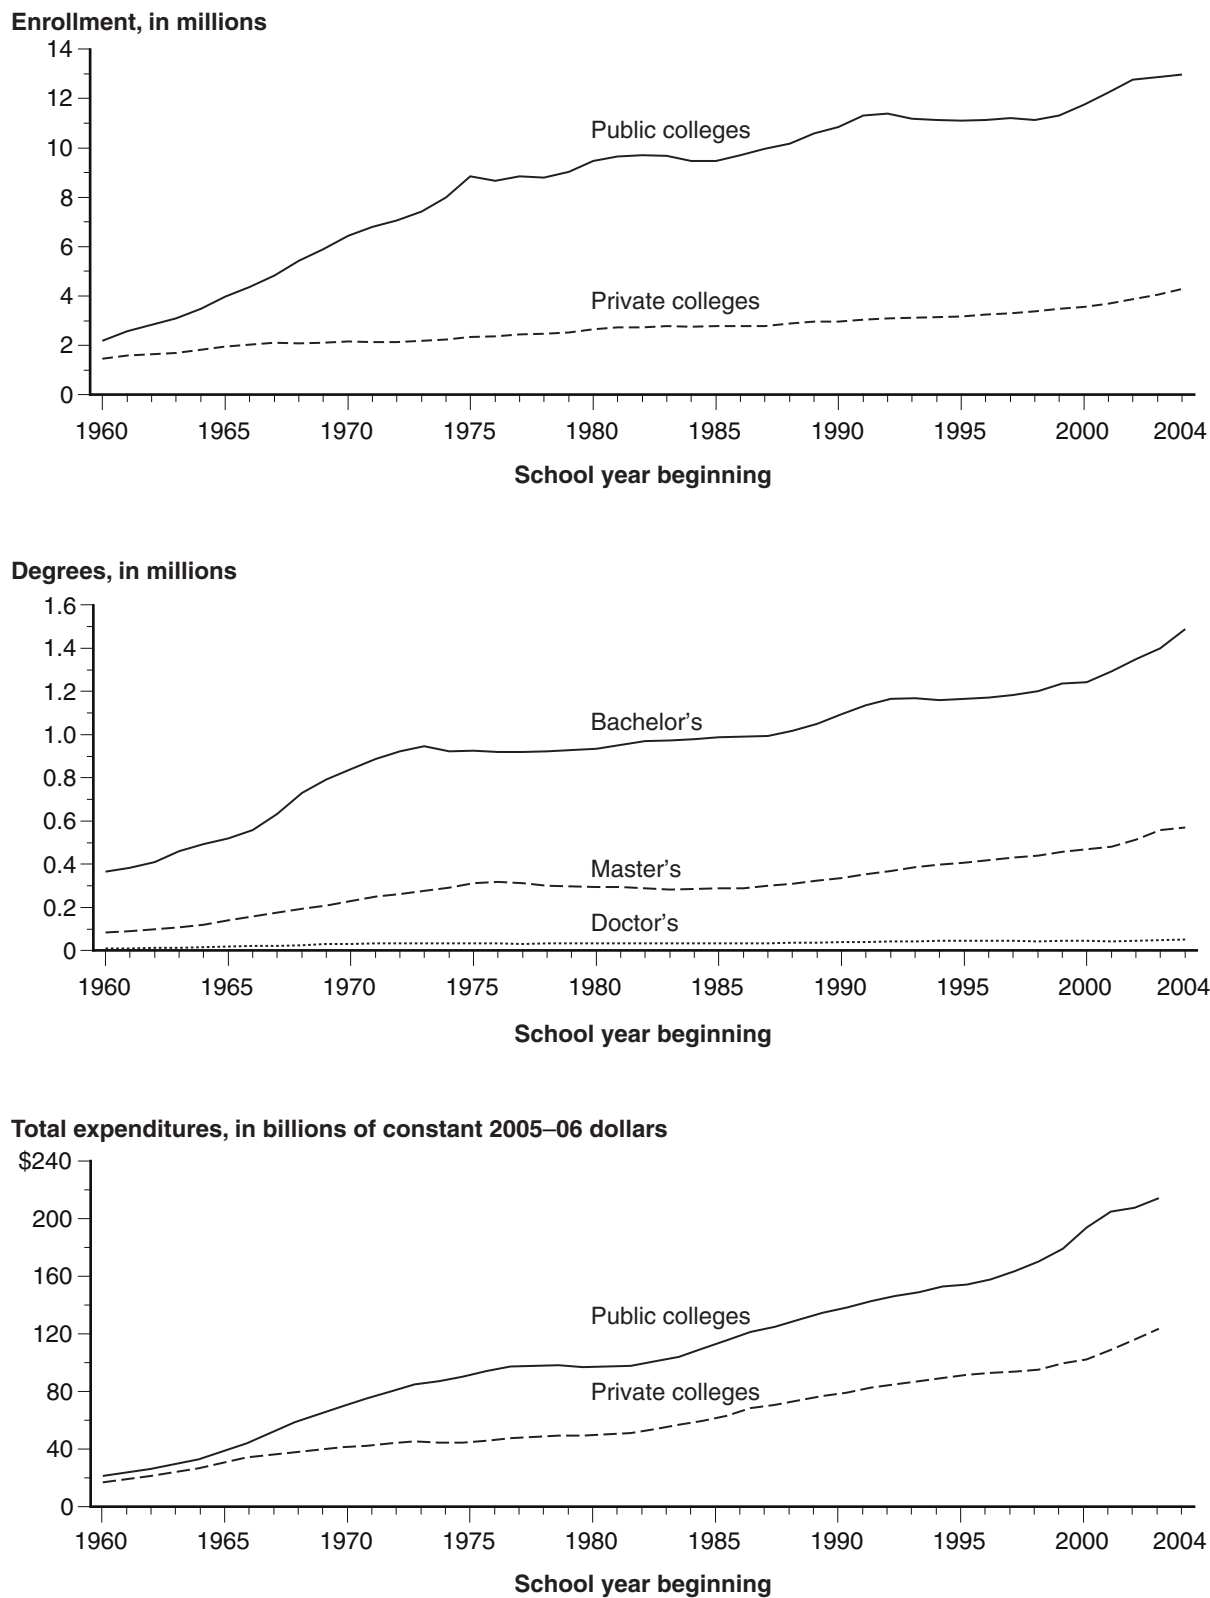 Enrollment, in millions
14
12
10
8
6
4
2
0
Public colleges
Private colleges
1960 1965 1970 1975 1980 1985 1990 1995 2000 2004
School year beginning
Degrees, in millions
1.6
1.4
1.2
1.0
0.8
0.6
0.4
0.2
0
Bachelor's
Master's
Doctor's
1960 1965 1970 1975 1980 1985 1990 1995 2000 2004
School year beginning
Total expenditures, in billions of constant 2005–06 dollars
$240
200
160
120
80
40
0
Public colleges
Private colleges
1960 1965 1970 1975 1980 1985 1990 1995 2000 2004
School year beginning